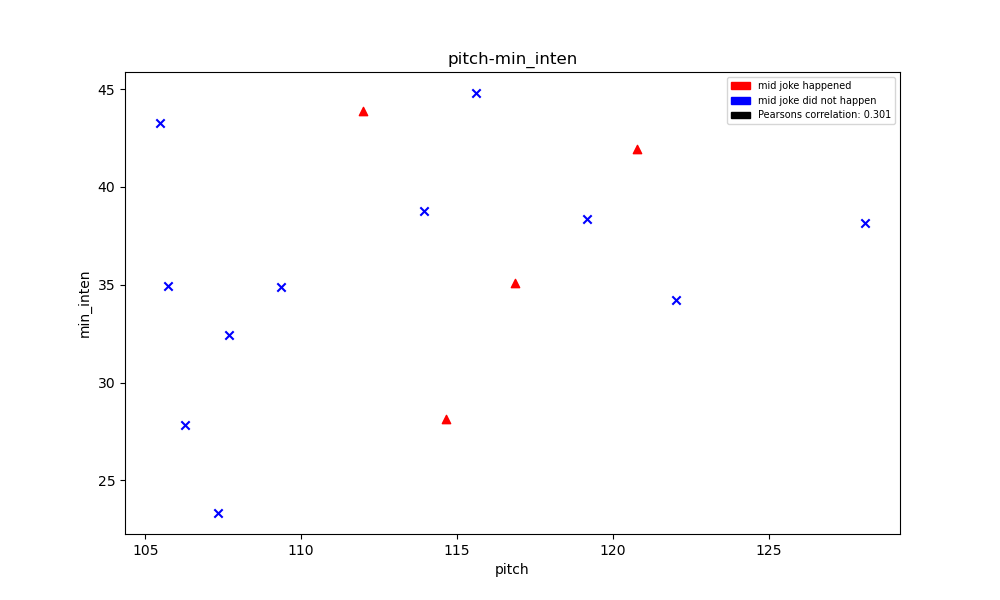 pitch-min_inten
mid joke happened
mid joke did not happen
Pearsons correlation: 0.301
45
40
35
30
25
min_inten
105 110 115 120 125
pitch